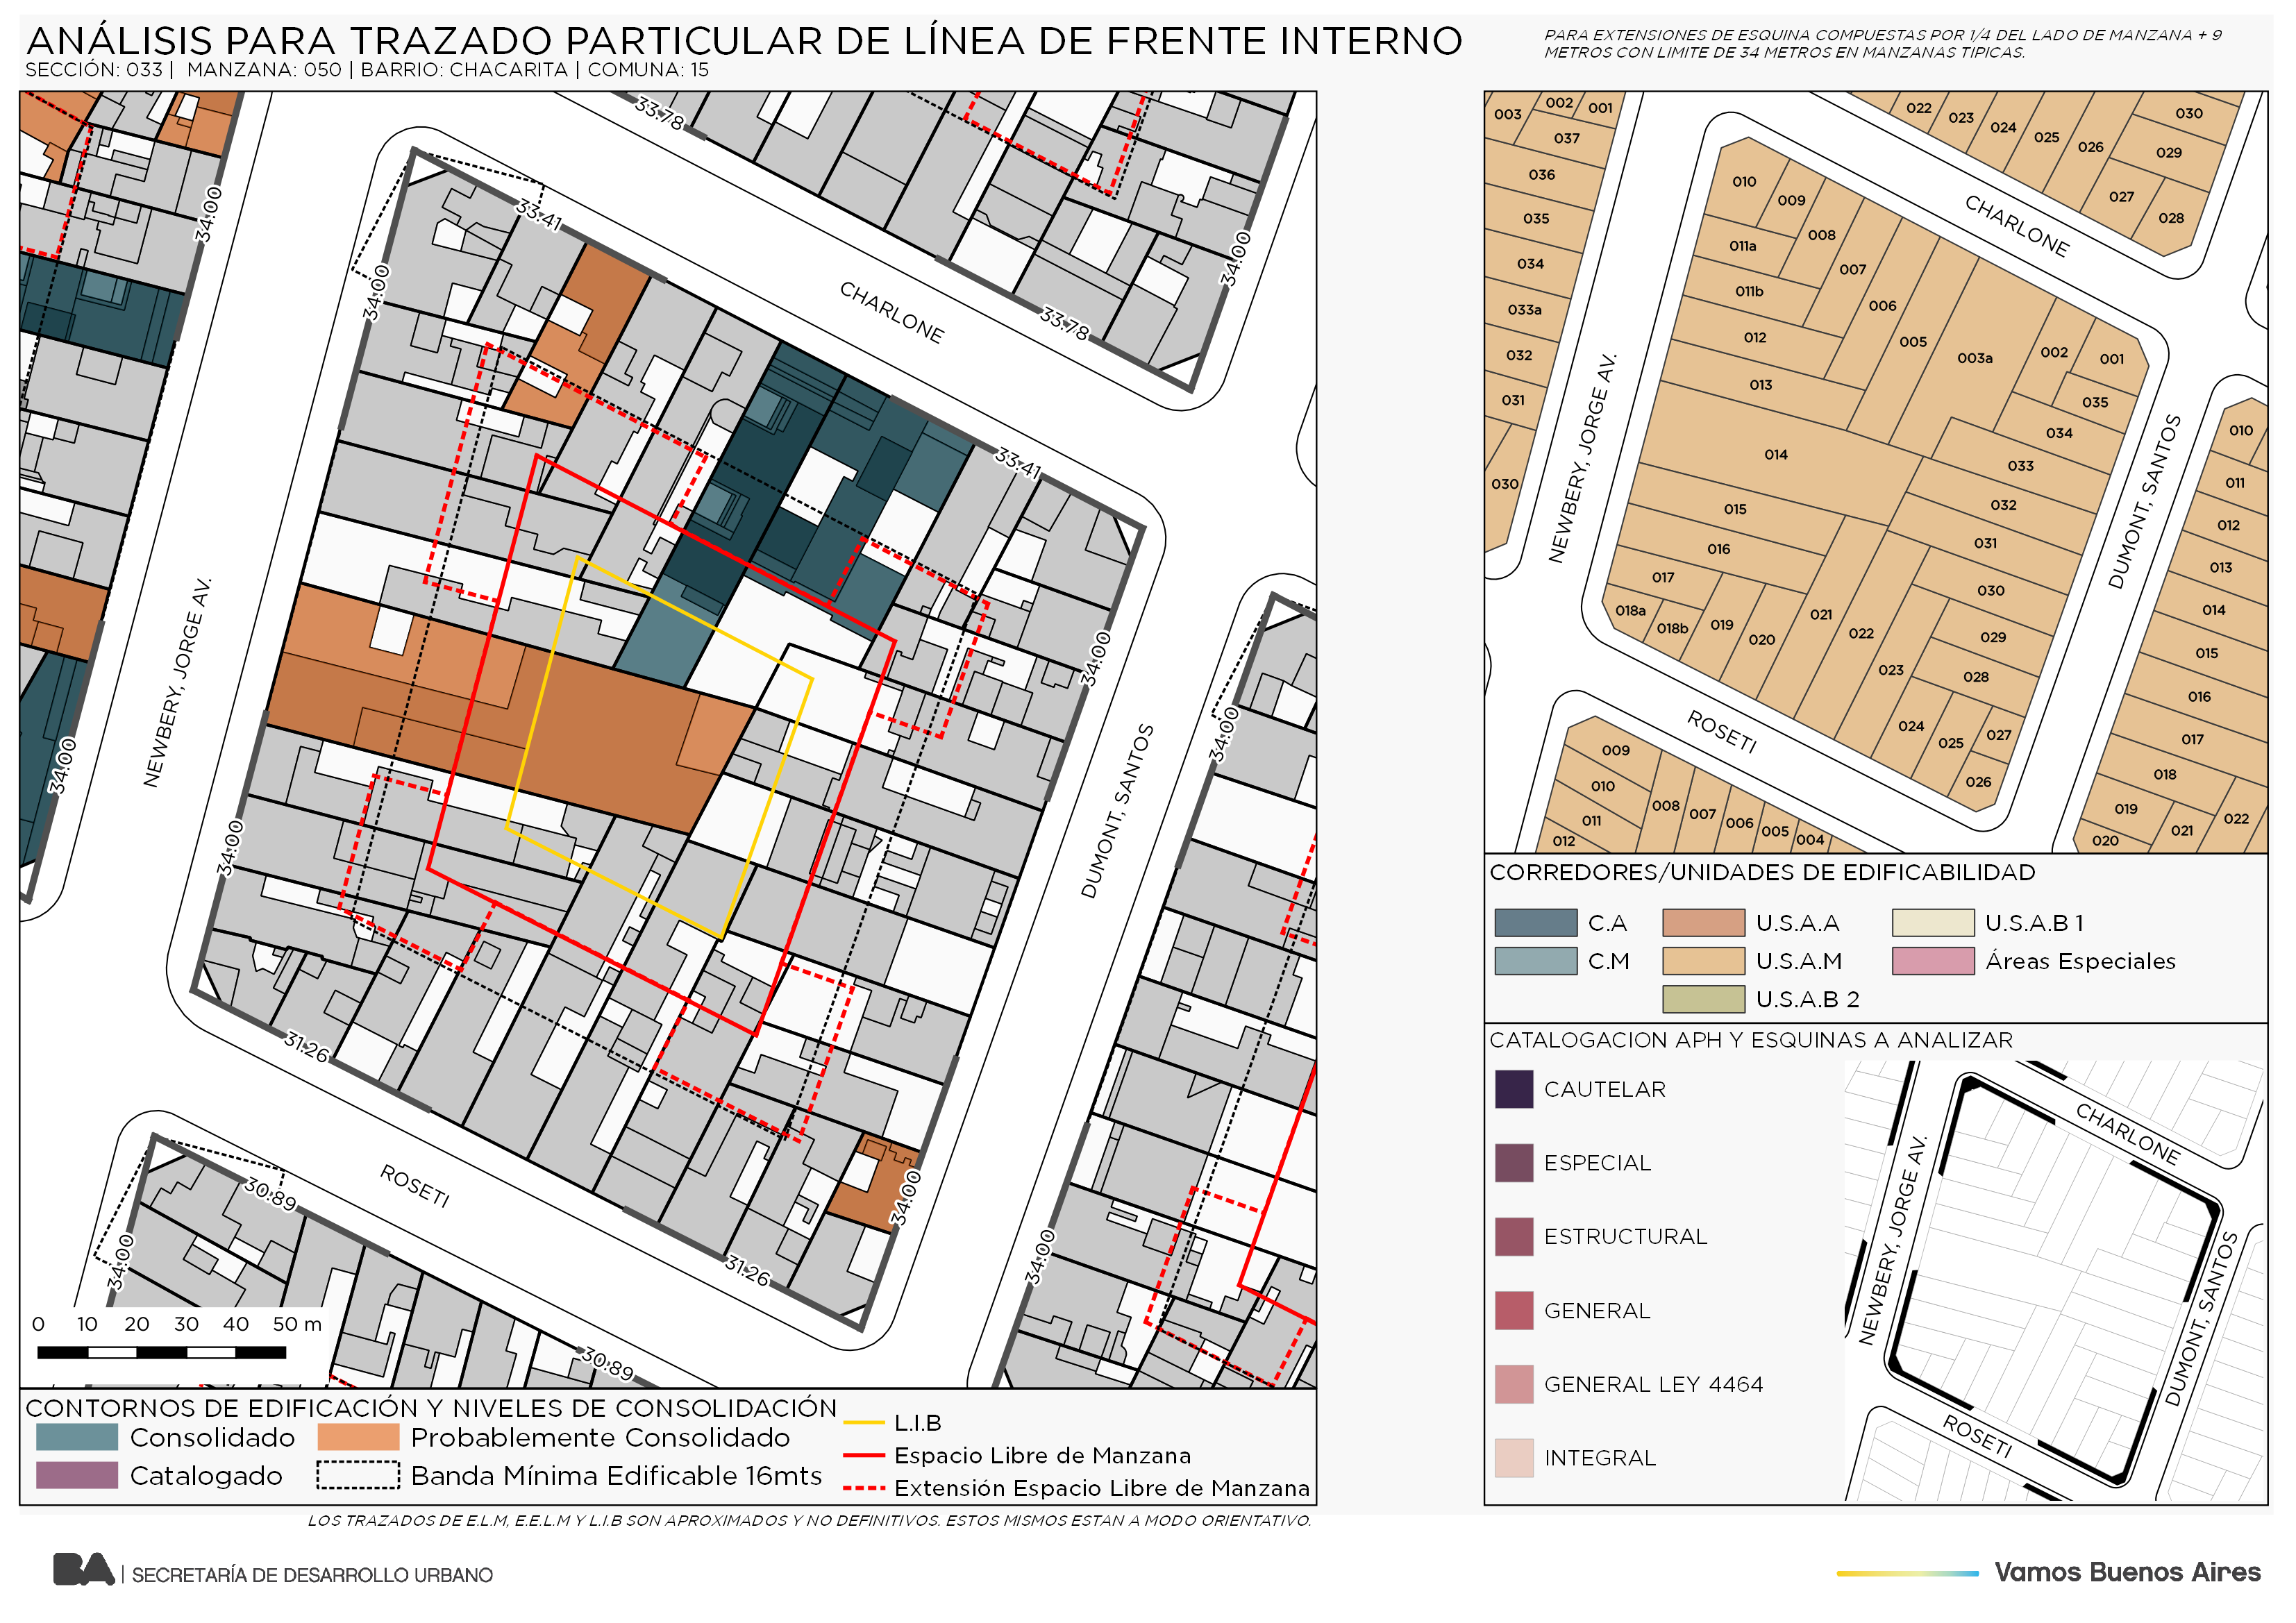 ANÁLISIS PARA TRAZADO PARTICULAR DE LÍNEA DE FRENTE INTERNO
SECCIÓN: 033 | MANZANA: 050 | BARRIO: CHACARITA | COMUNA: 15
PARA EXTENSIONES DE ESQUINA COMPUESTAS POR 1/4 DEL LADO DE MANZANA + 9
METROS CON LIMITE DE 34 METROS EN MANZANAS TIPICAS.
33.78
34.00
33.41
34.00
34.00
CHARLONE
33.78
33.41
34.00
NEWBERY, JORGE AV.
34.00
34.00
DUMONT, SANTOS
34.00
31.26
ROSETI
31.26
34.00
34.00
30.89
34.00
30.89
0 10 20 30 40 50 m
CONTORNOS DE EDIFICACIÓN Y NIVELES DE CONSOLIDACIÓN
Consolidado
Probablemente Consolidado
Catalogado
Banda Mínima Edificable 16mts
L.I.B
Espacio Libre de Manzana
Extensión Espacio Libre de Manzana
LOS TRAZADOS DE E.L.M, E.E.L.M Y L.I.B SON APROXIMADOS Y NO DEFINITIVOS. ESTOS MISMOS ESTAN A MODO ORIENTATIVO.
003 002 001
037
036
035
034
033a
032
031
030
022 023 024 025 026 030
029
027 028
CHARLONE
010 009 008 007 006 005 003a 002 001
011a
011b
012
013
035
034
014
033
032
015
031
016
030
017
018a 018b 019 020 021 022 023
029
028
024 025 027
026
NEWBERY, JORGE AV.
DUMONT, SANTOS
ROSETI
010
011
012
013
014
015
016
017
018
019 021 022
020
009
010
011
012
008 007 006 005 004
CORREDORES/UNIDADES DE EDIFICABILIDAD
C.A
U.S.A.A
U.S.A.B 1
C.M
U.S.A.M
Áreas Especiales
U.S.A.B 2
CATALOGACION APH Y ESQUINAS A ANALIZAR
CAUTELAR
ESPECIAL
ESTRUCTURAL
GENERAL
GENERAL LEY 4464
INTEGRAL
CHARLONE
NEWBERY, JORGE AV.
DUMONT, SANTOS
ROSETI
BA | SECRETARÍA DE DESARROLLO URBANO
Vamos Buenos Aires